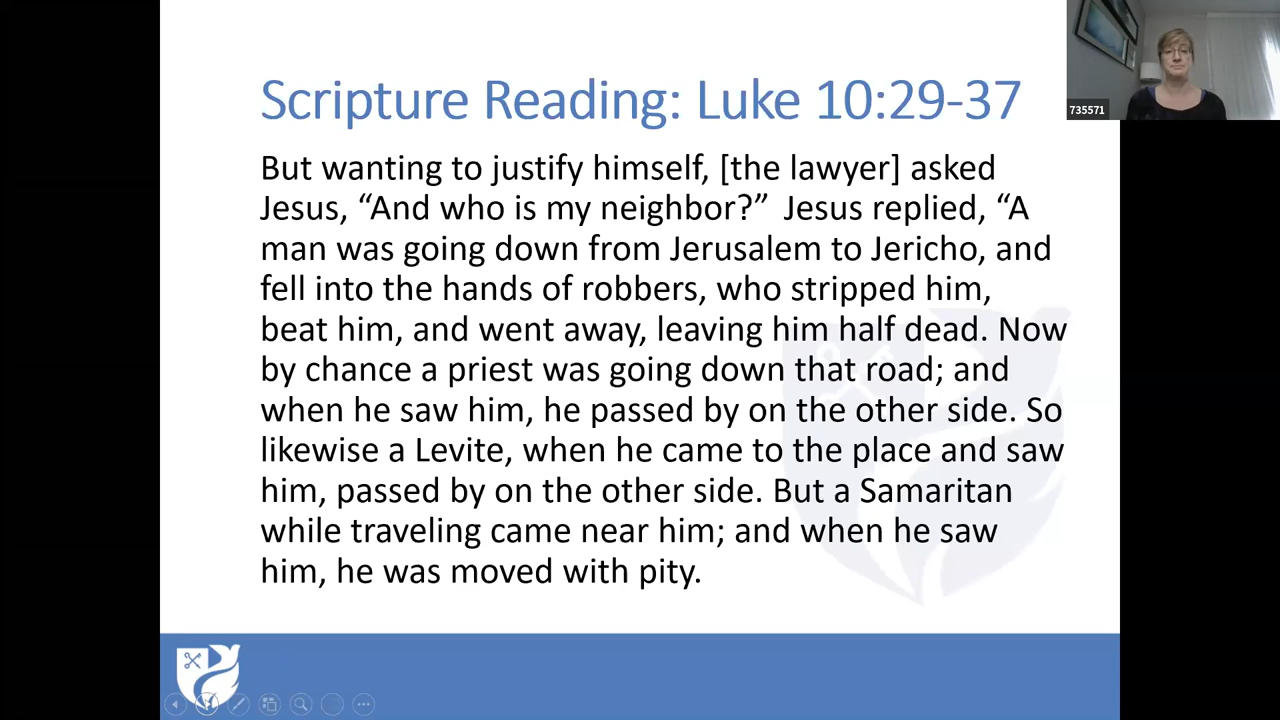 Scripture Reading: Luke 10:29-37
But wanting to justify himself, [the lawyer] asked
Jesus, “And who is my neighbor?”  Jesus replied, “A
man was going down from Jerusalem to Jericho, and
fell into the hands of robbers, who stripped him,
beat him, and went away, leaving him half dead. Now
by chance a priest was going down that road; and
when he saw him, he passed by on the other side. So
likewise a Levite, when he came to the place and saw
him, passed by on the other side. But a Samaritan
while traveling came near him; and when he saw
him, he was moved with pity.
735571